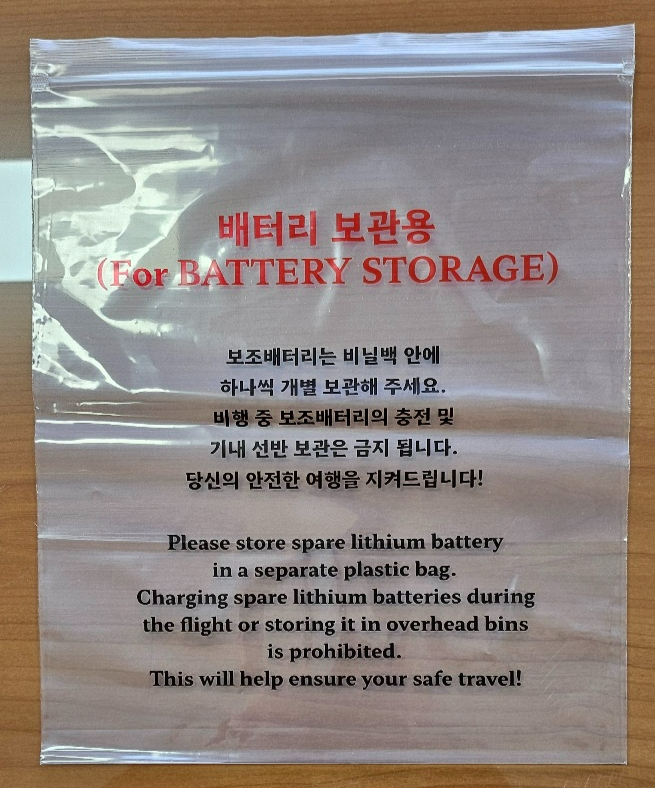 배터리 보관용
(For BATTERY STORAGE)
보조배터리는 비닐백 안에
하나씩 개별 보관해 주세요.
비행 중 보조배터리의 충전 및
기내 선반 보관은 금지 됩니다.
당신의 안전한 여행을 지켜드립니다!
Please store spare lithium battery
in a separate plastic bag.
Charging spare lithium batteries during
the flight or storing it in overhead bins
is prohibited.
This will help ensure your safe travel!